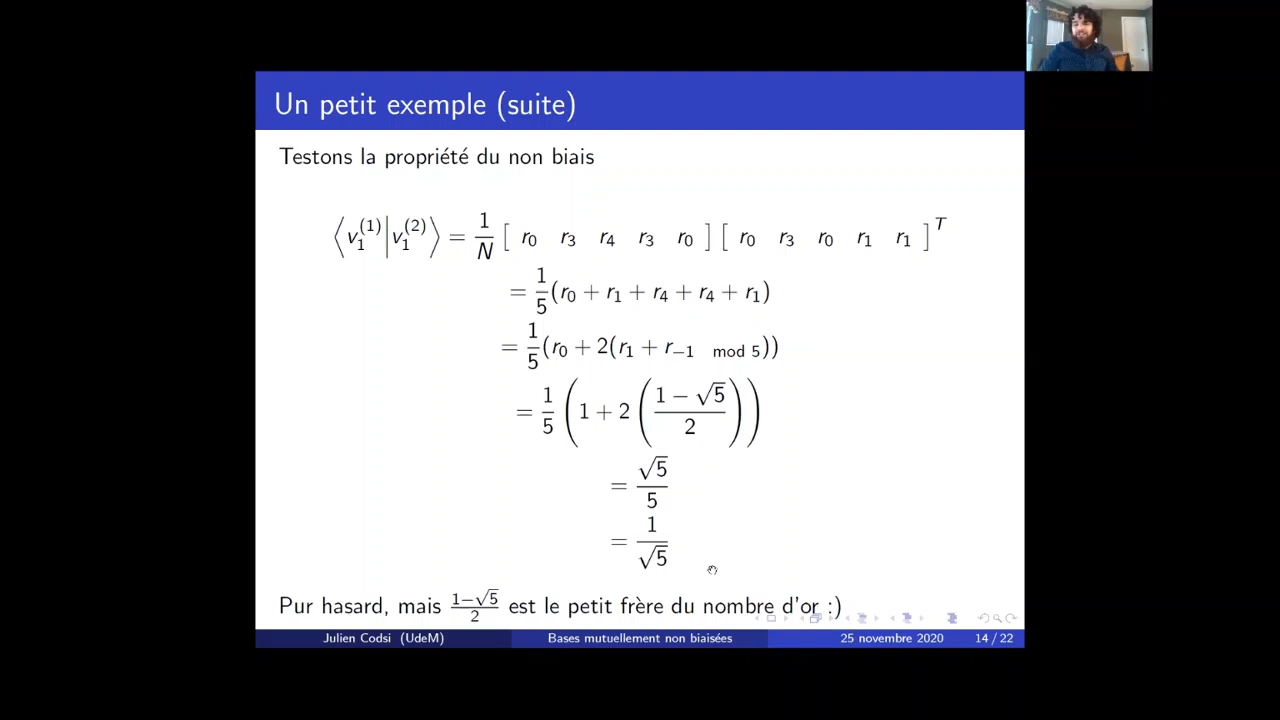 Un petit exemple (suite)
Testons la propriété du non biais
⟨v₁⁽¹⁾|v₁⁽²⁾⟩ = 1/N [ r₀ r₃ r₄ r₃ r₀ ] [ r₀ r₃ r₀ r₁ r₁ ]ᵀ
= 1/5 (r₀ + r₁ + r₄ + r₄ + r₁)
= 1/5 (r₀ + 2(r₁ + r₋₁ mod 5))
= 1/5 (1 + 2 ((1 − √5)/2))
= √5/5
= 1/√5
Pur hasard, mais (1−√5)/2 est le petit frère du nombre d'or :)
Julien Codsi (UdeM) Bases mutuellement non biaisées 25 novembre 2020 14 / 22